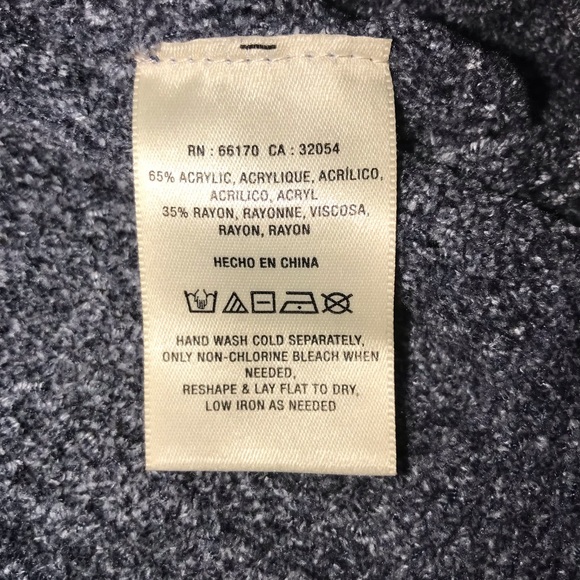 RN : 66170 CA : 32054
65% ACRYLIC, ACRYLIQUE, ACRÍLICO,
ACRILICO, ACRYL
35% RAYON, RAYONNE, VISCOSA,
RAYON, RAYON
HECHO EN CHINA
HAND WASH COLD SEPARATELY,
ONLY NON-CHLORINE BLEACH WHEN
NEEDED,
RESHAPE & LAY FLAT TO DRY,
LOW IRON AS NEEDED